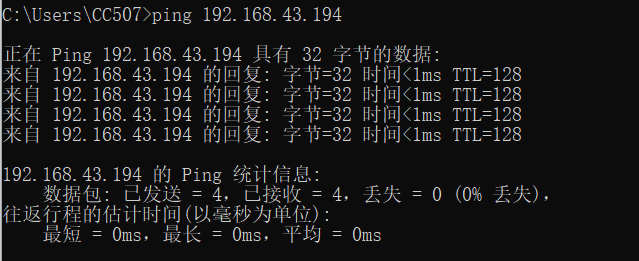 C:\Users\CC507>ping 192.168.43.194
正在 Ping 192.168.43.194 具有 32 字节的数据:
来自 192.168.43.194 的回复: 字节=32 时间<1ms TTL=128
来自 192.168.43.194 的回复: 字节=32 时间<1ms TTL=128
来自 192.168.43.194 的回复: 字节=32 时间<1ms TTL=128
来自 192.168.43.194 的回复: 字节=32 时间<1ms TTL=128
192.168.43.194 的 Ping 统计信息:
数据包: 已发送 = 4，已接收 = 4，丢失 = 0 (0% 丢失)，
往返行程的估计时间(以毫秒为单位):
最短 = 0ms，最长 = 0ms，平均 = 0ms